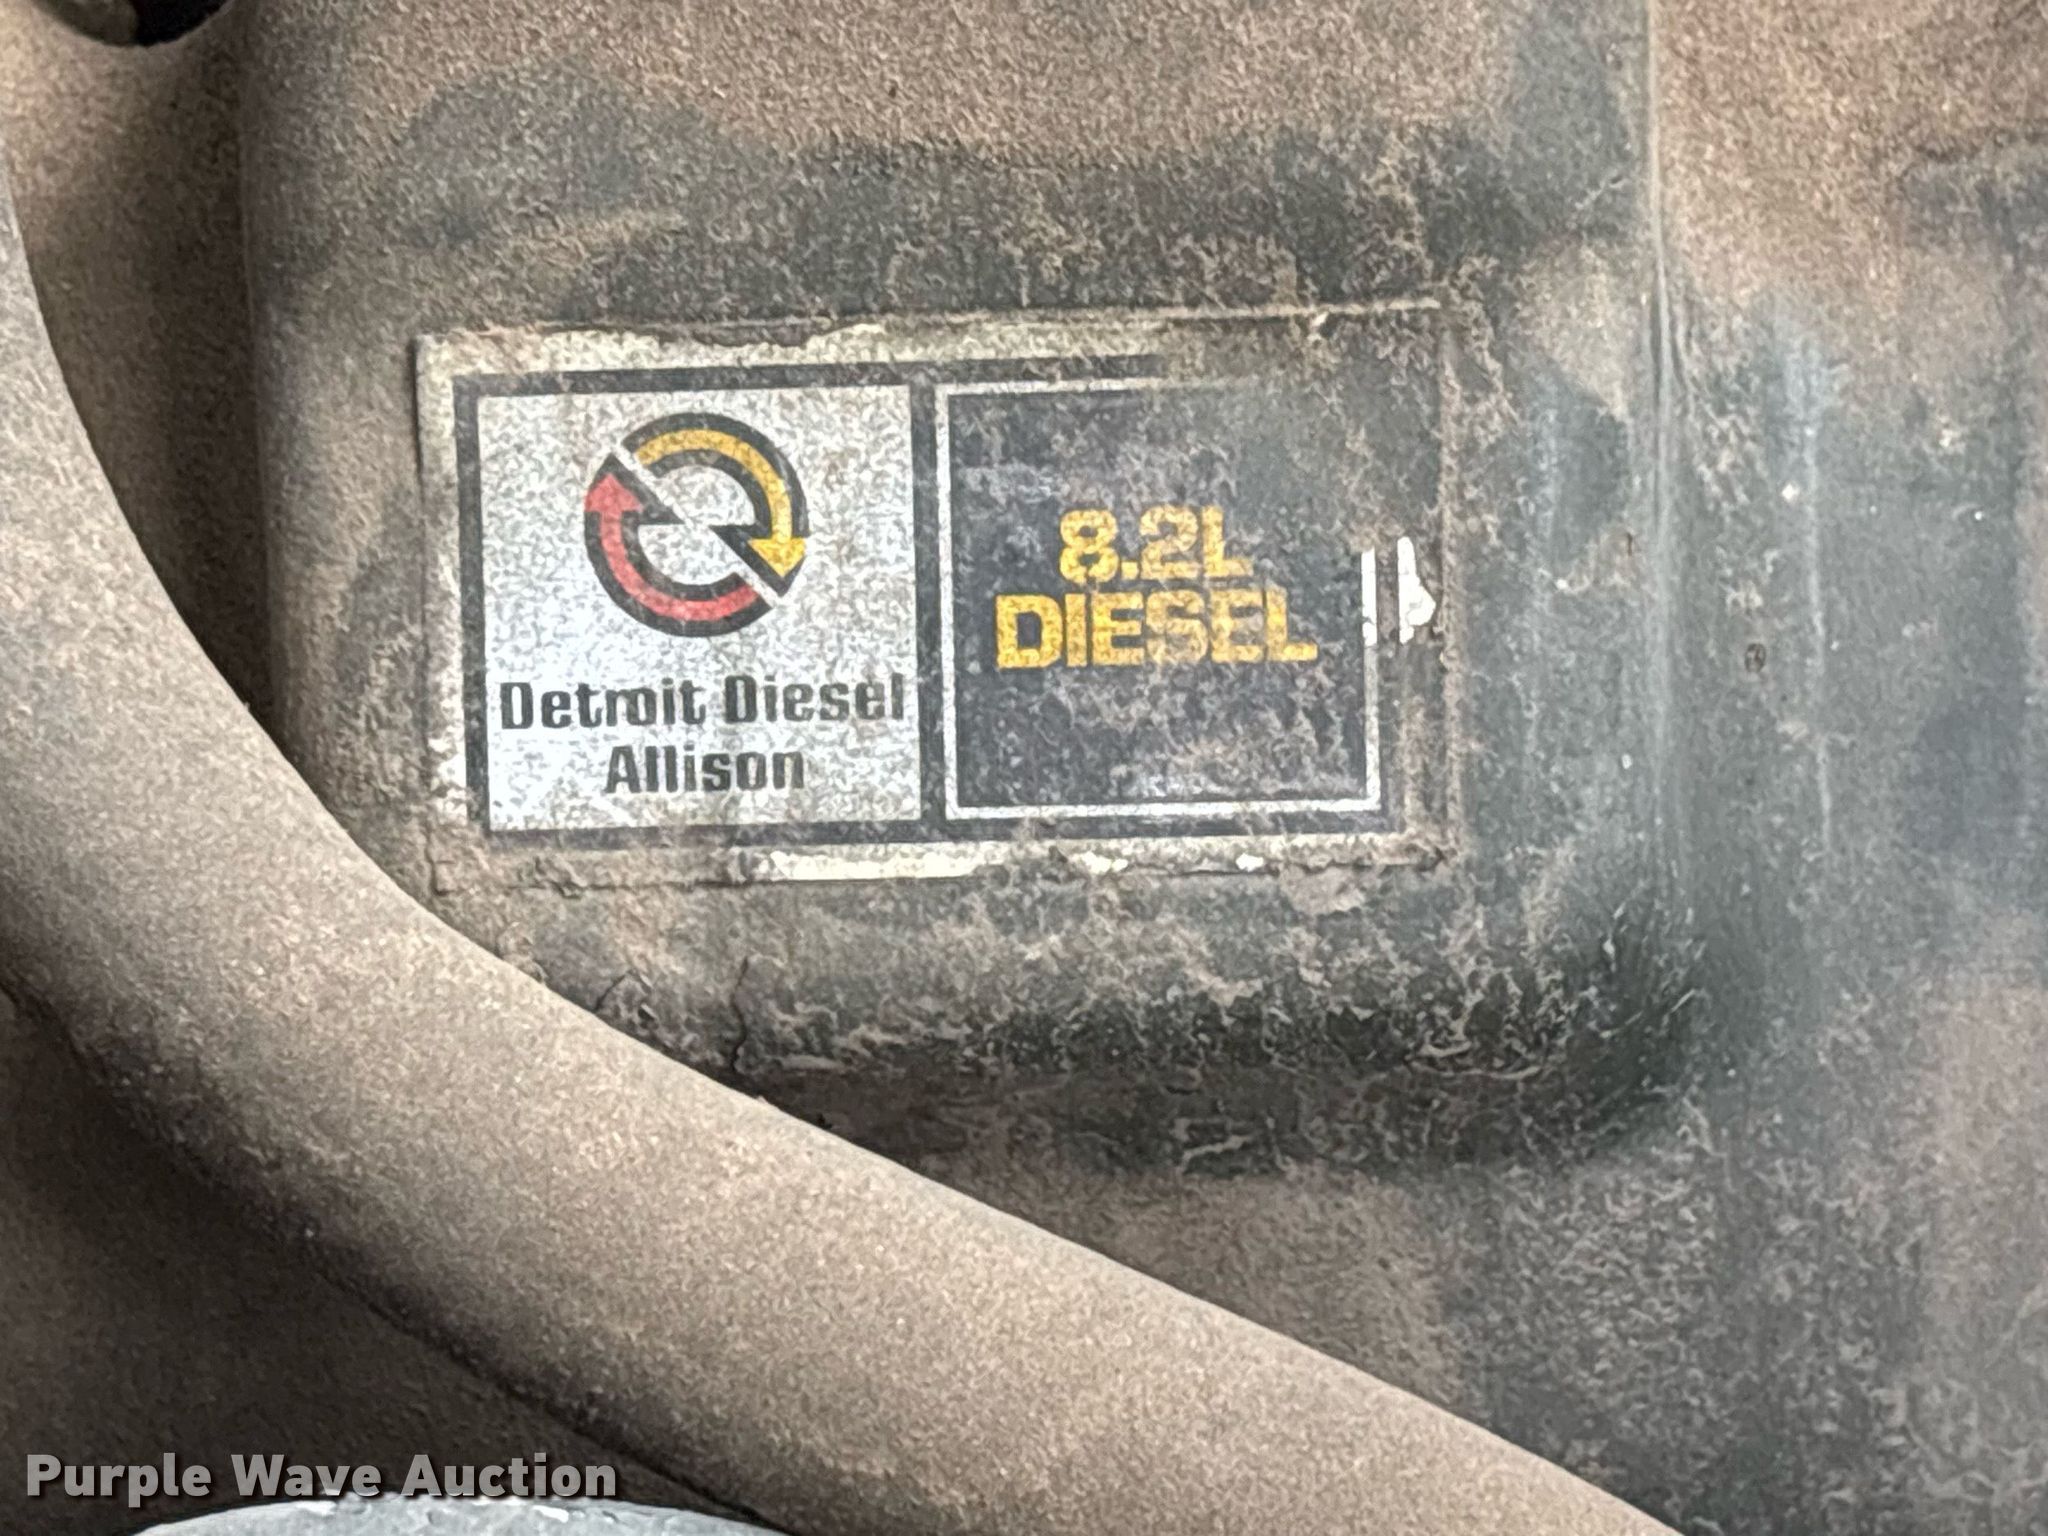 Detroit Diesel
Allison
8.2L
DIESEL
Purple Wave Auction